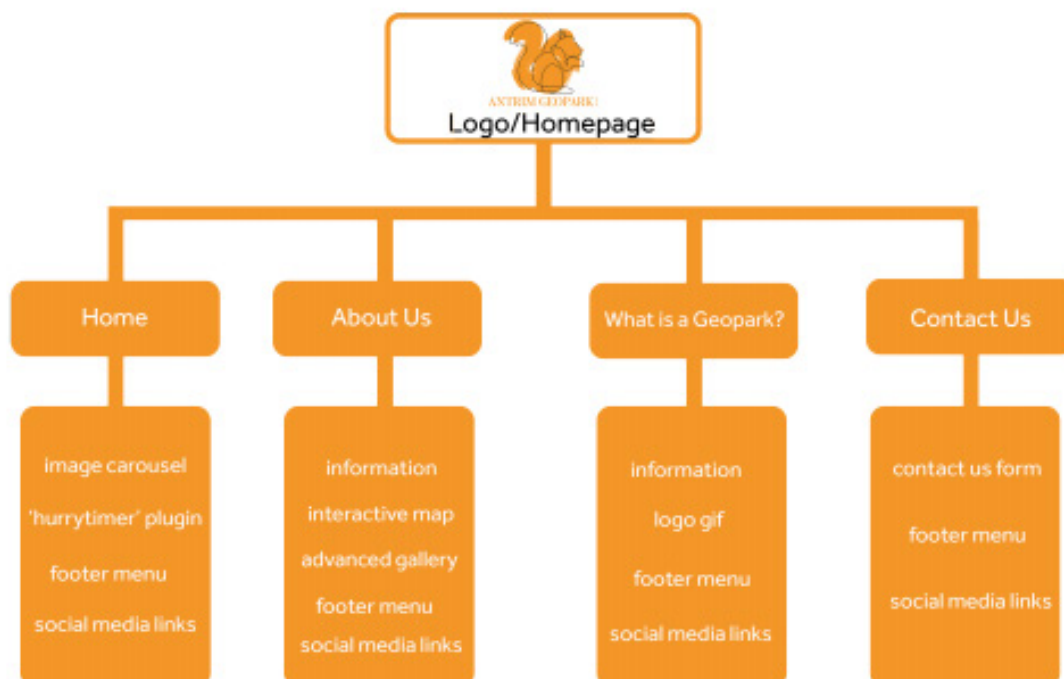 ANTRIM GEOPARK
Logo/Homepage
Home
About Us
What is a Geopark?
Contact Us
image carousel
'hurrytimer' plugin
footer menu
social media links
information
interactive map
advanced gallery
footer menu
social media links
information
logo gif
footer menu
social media links
contact us form
footer menu
social media links